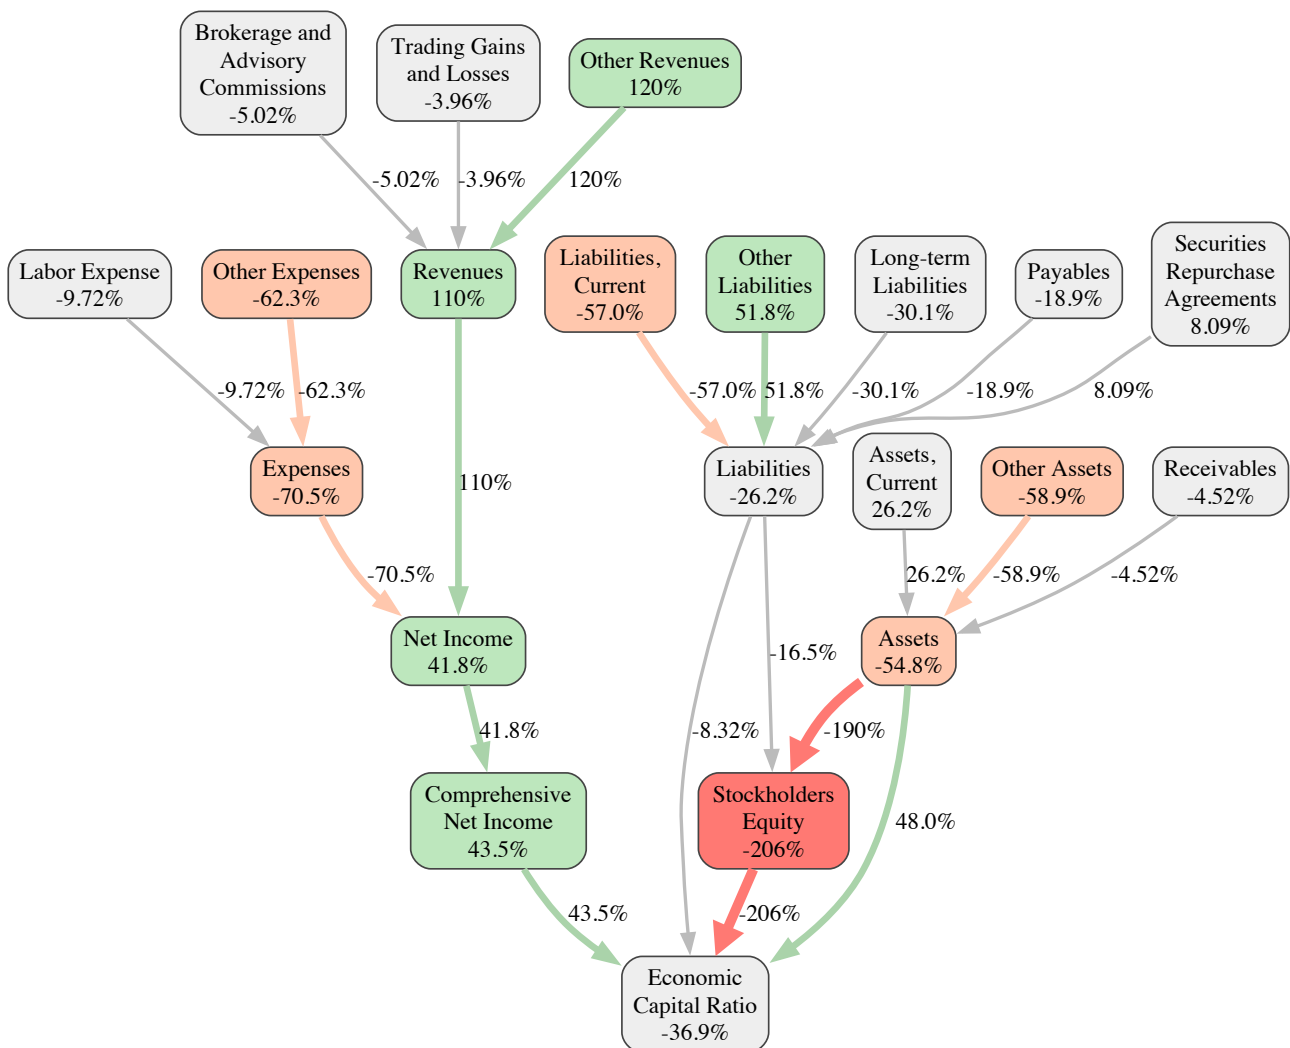 Brokerage and
Advisory
Commissions
-5.02%
Trading Gains
and Losses
-3.96%
Other Revenues
120%
-5.02%
-3.96%
120%
Labor Expense
-9.72%
Other Expenses
-62.3%
Revenues
110%
Liabilities,
Current
-57.0%
Other
Liabilities
51.8%
Long-term
Liabilities
-30.1%
Payables
-18.9%
Securities
Repurchase
Agreements
8.09%
-9.72%
-62.3%
-57.0%
51.8%
-30.1%
-18.9%
8.09%
Expenses
-70.5%
110%
Liabilities
-26.2%
Assets,
Current
26.2%
Other Assets
-58.9%
Receivables
-4.52%
-70.5%
26.2%
-58.9%
-4.52%
Net Income
41.8%
-16.5%
Assets
-54.8%
41.8%
-8.32%
-190%
Comprehensive
Net Income
43.5%
Stockholders
Equity
-206%
48.0%
43.5%
-206%
Economic
Capital Ratio
-36.9%